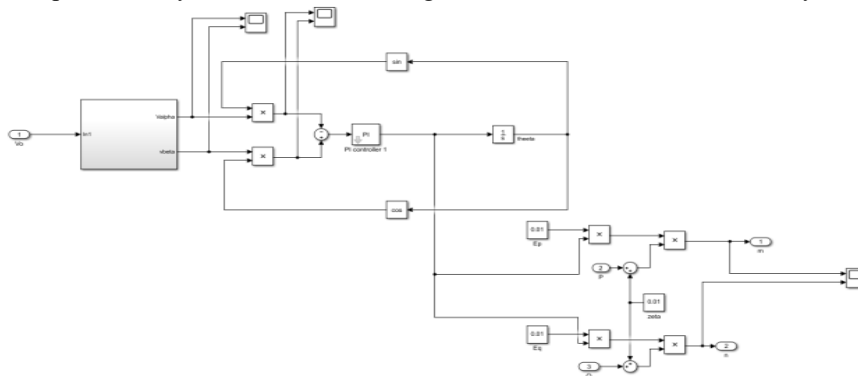 sin
1
Vo
In1
Valpha
vbeta
×
×
PI
PI controller 1
1
s
theta
cos
0.01
Ep
×
×
1
m
2
P
0.01
zeta
0.01
Eq
×
×
2
n
3
Q